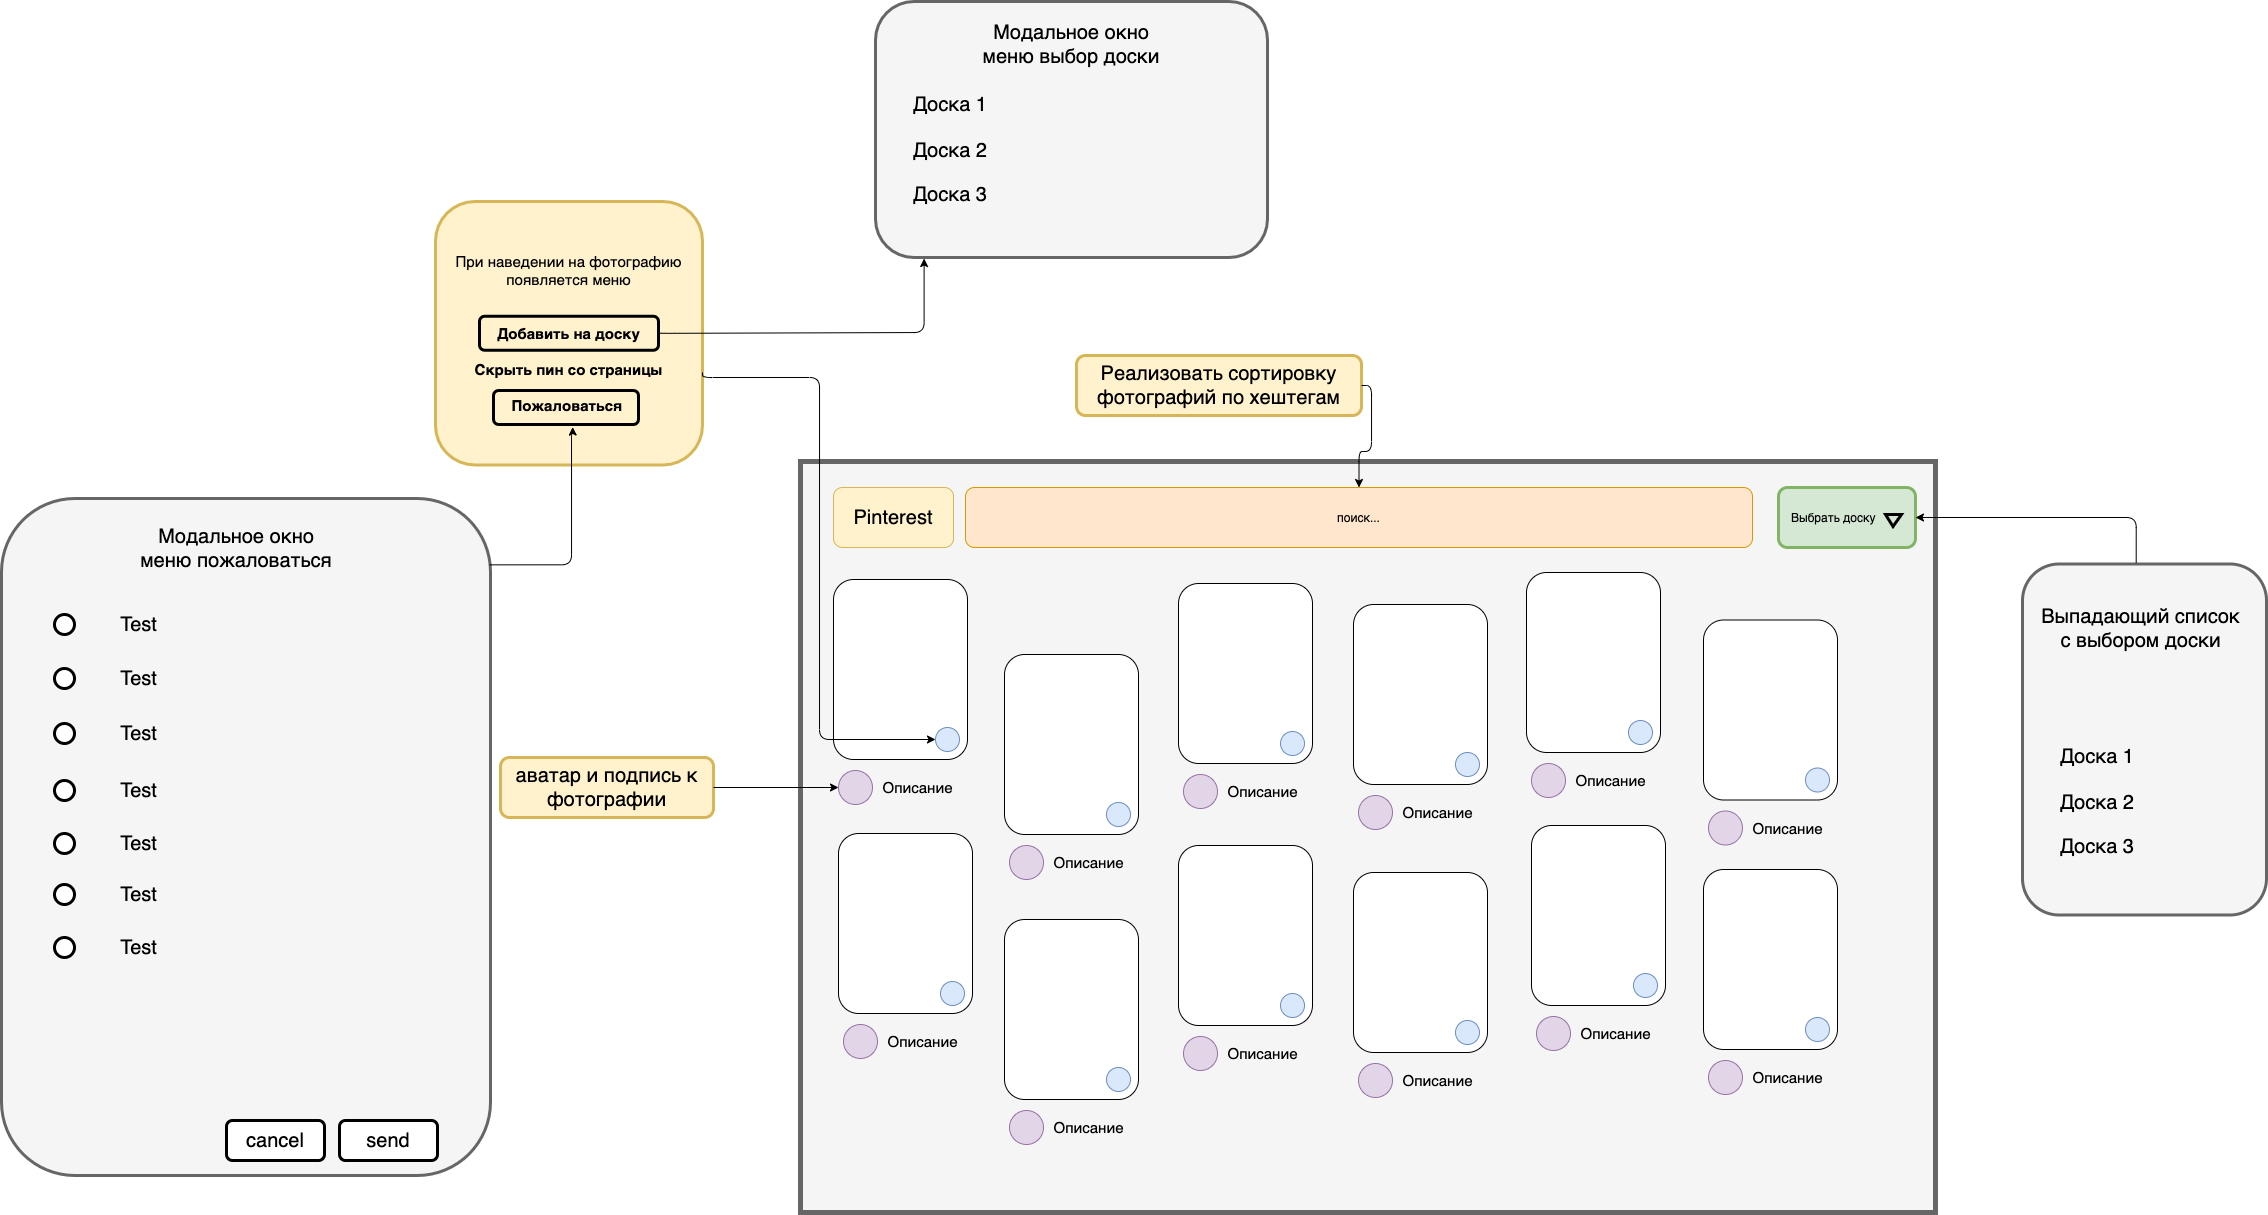 Модальное окно
меню выбор доски
Доска 1
Доска 2
Доска 3
При наведении на фотографию
появляется меню
Добавить на доску
Скрыть пин со страницы
Пожаловаться
Реализовать сортировку
фотографий по хештегам
Модальное окно
меню пожаловаться
Test
Test
Test
Test
Test
Test
Test
cancel
send
аватар и подпись к
фотографии
Pinterest
поиск...
Выбрать доску
Описание
Описание
Описание
Описание
Описание
Описание
Описание
Описание
Описание
Описание
Описание
Описание
Выпадающий список
с выбором доски
Доска 1
Доска 2
Доска 3